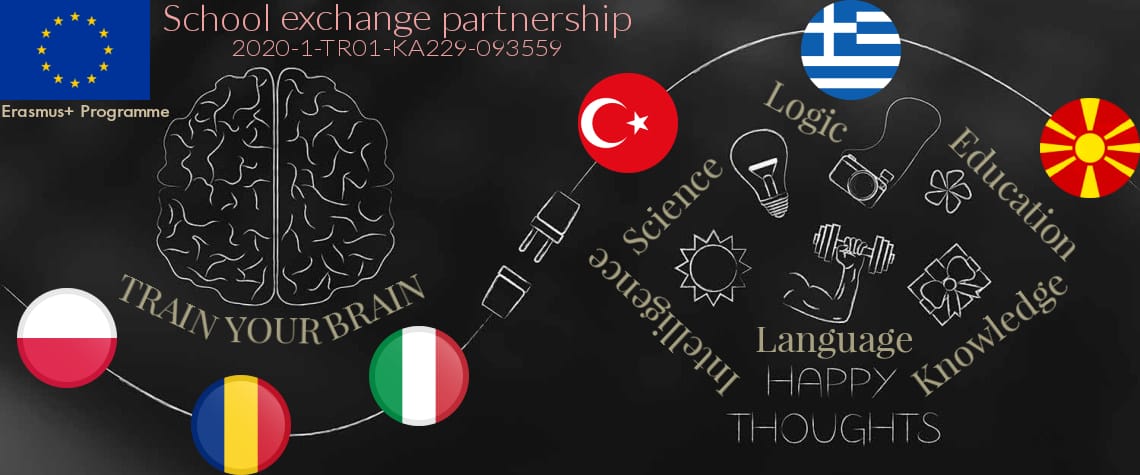 School exchange partnership
2020-1-TR01-KA229-093559
Erasmus+ Programme
TRAIN YOUR BRAIN
Logic
Education
Science
Intelligence
Knowledge
Language
HAPPY
THOUGHTS